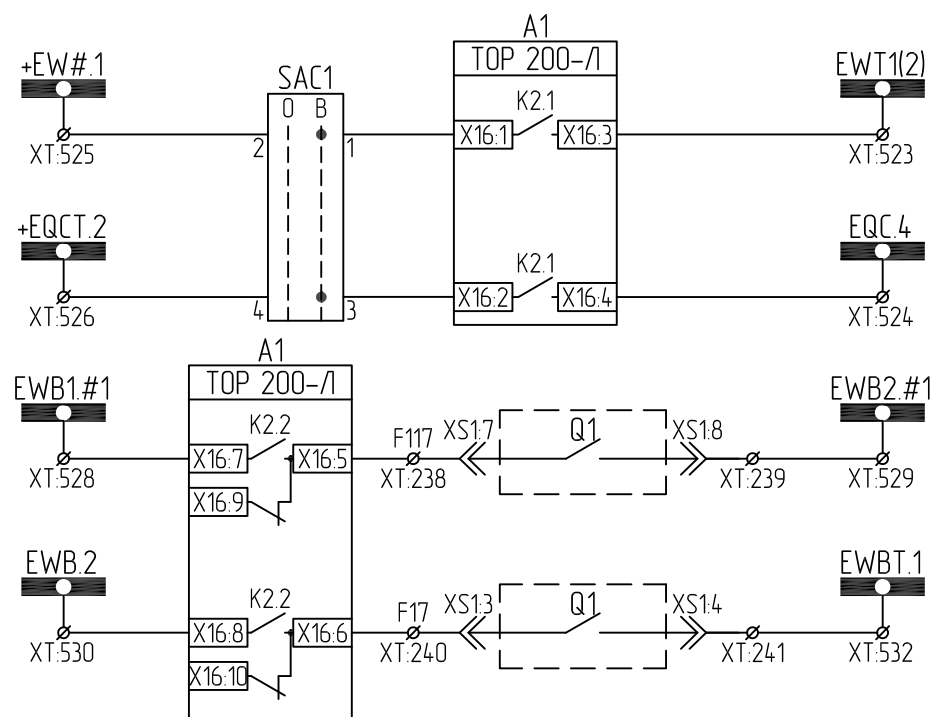 A1
+EW#.1
SAC1
ТОР 200-Л
EWT1(2)
О В
K2.1
X16:1
X16:3
2
1
XT:525
XT:523
+EQCT.2
EQC.4
K2.1
X16:2
X16:4
4
3
XT:526
XT:524
A1
ТОР 200-Л
EWB1.#1
EWB2.#1
K2.2
F117
XS1:7
Q1
XS1:8
X16:7
X16:5
XT:528
XT:238
XT:239
XT:529
X16:9
EWB.2
EWBT.1
K2.2
F17
XS1:3
Q1
XS1:4
X16:8
X16:6
XT:530
XT:240
XT:241
XT:532
X16:10